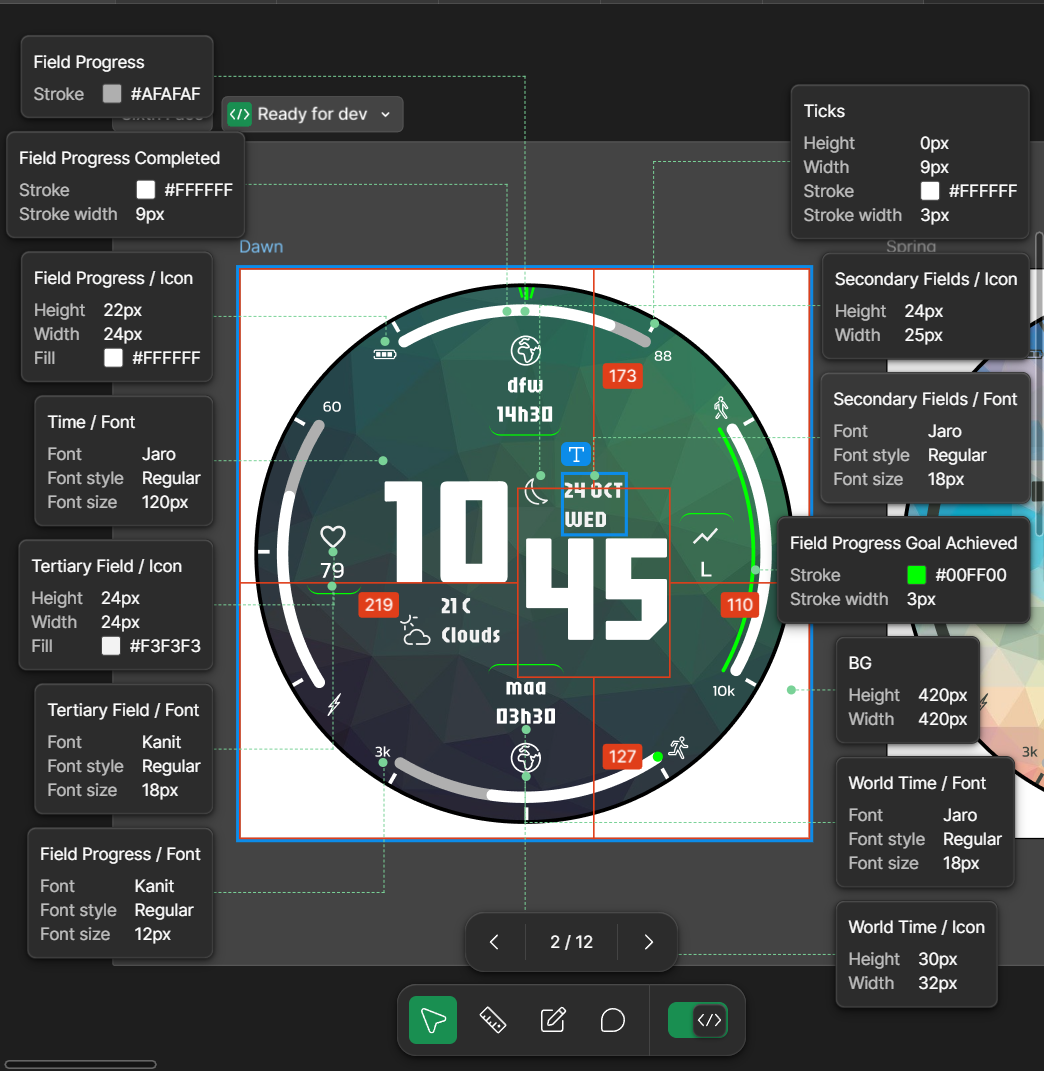 Field Progress
Stroke #AFAFAF
Ready for dev
Field Progress Completed
Stroke #FFFFFF
Stroke width 9px
Field Progress / Icon
Height 22px
Width 24px
Fill #FFFFFF
Time / Font
Font Jaro
Font style Regular
Font size 120px
Tertiary Field / Icon
Height 24px
Width 24px
Fill #F3F3F3
Tertiary Field / Font
Font Kanit
Font style Regular
Font size 18px
Field Progress / Font
Font Kanit
Font style Regular
Font size 12px
Dawn
88
173
dfw
14h30
60
T
24 OCT
WED
10
45
79
L
219
110
21 C
Clouds
maa
03h30
10k
3k
127
2 / 12
Ticks
Height 0px
Width 9px
Stroke #FFFFFF
Stroke width 3px
Spring
Secondary Fields / Icon
Height 24px
Width 25px
Secondary Fields / Font
Font Jaro
Font style Regular
Font size 18px
Field Progress Goal Achieved
Stroke #00FF00
Stroke width 3px
BG
Height 420px
Width 420px
3k
World Time / Font
Font Jaro
Font style Regular
Font size 18px
World Time / Icon
Height 30px
Width 32px